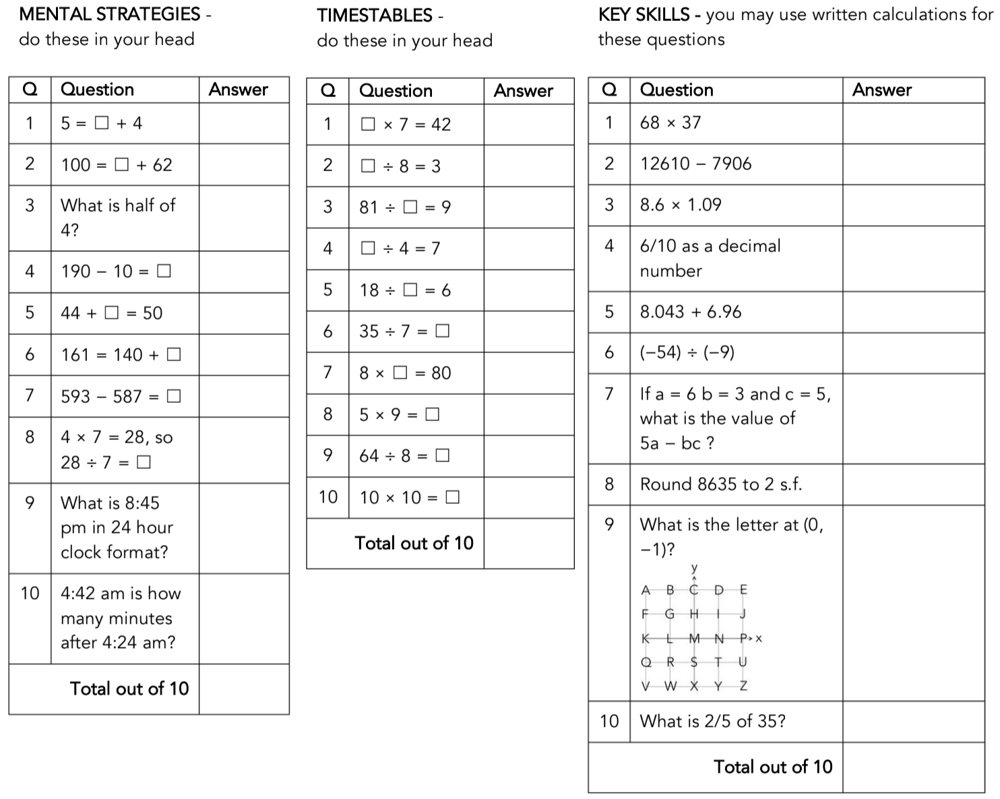 MENTAL STRATEGIES -
do these in your head
Q Question Answer
1 5 = □ + 4
2 100 = □ + 62
3 What is half of
4?
4 190 − 10 = □
5 44 + □ = 50
6 161 = 140 + □
7 593 − 587 = □
8 4 × 7 = 28, so
28 ÷ 7 = □
9 What is 8:45
pm in 24 hour
clock format?
10 4:42 am is how
many minutes
after 4:24 am?
Total out of 10
TIMESTABLES -
do these in your head
Q Question Answer
1 □ × 7 = 42
2 □ ÷ 8 = 3
3 81 ÷ □ = 9
4 □ ÷ 4 = 7
5 18 ÷ □ = 6
6 35 ÷ 7 = □
7 8 × □ = 80
8 5 × 9 = □
9 64 ÷ 8 = □
10 10 × 10 = □
Total out of 10
KEY SKILLS - you may use written calculations for
these questions
Q Question Answer
1 68 × 37
2 12610 − 7906
3 8.6 × 1.09
4 6/10 as a decimal
number
5 8.043 + 6.96
6 (−54) ÷ (−9)
7 If a = 6 b = 3 and c = 5,
what is the value of
5a − bc ?
8 Round 8635 to 2 s.f.
9 What is the letter at (0,
−1)?
y
A B C D E
F G H I J
K L M N P x
Q R S T U
V W X Y Z
10 What is 2/5 of 35?
Total out of 10